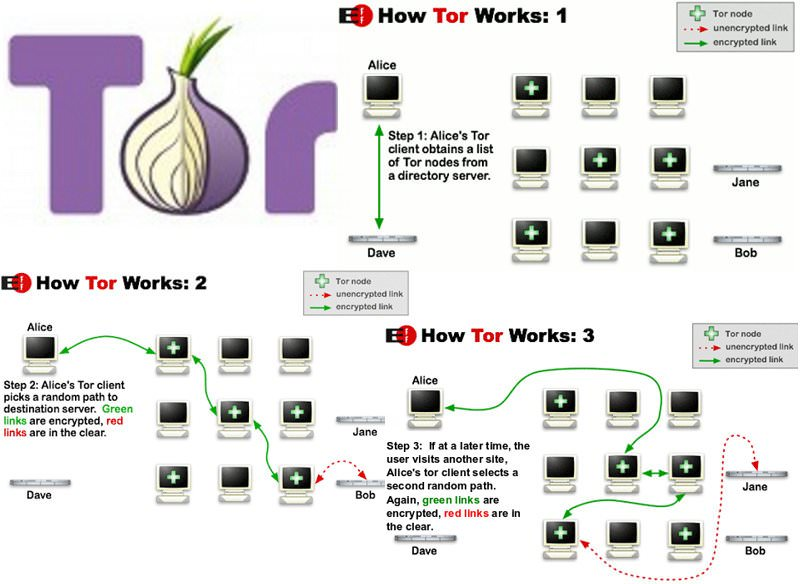 Tor
EFF How Tor Works: 1
Tor node
unencrypted link
encrypted link
Alice
Step 1: Alice's Tor
client obtains a list
of Tor nodes from
a directory server.
Jane
Dave
Bob
E How Tor Works: 2
Tor node
unencrypted link
encrypted link
Alice
Step 2: Alice's Tor client
picks a random path to
destination server. Green
links are encrypted, red
links are in the clear.
Jane
Dave
Bob
EFF How Tor Works: 3
Tor node
unencrypted link
encrypted link
Alice
Step 3: If at a later time, the
user visits another site,
Alice's tor client selects a
second random path.
Again, green links are
encrypted, red links are in
the clear.
Jane
Dave
Bob